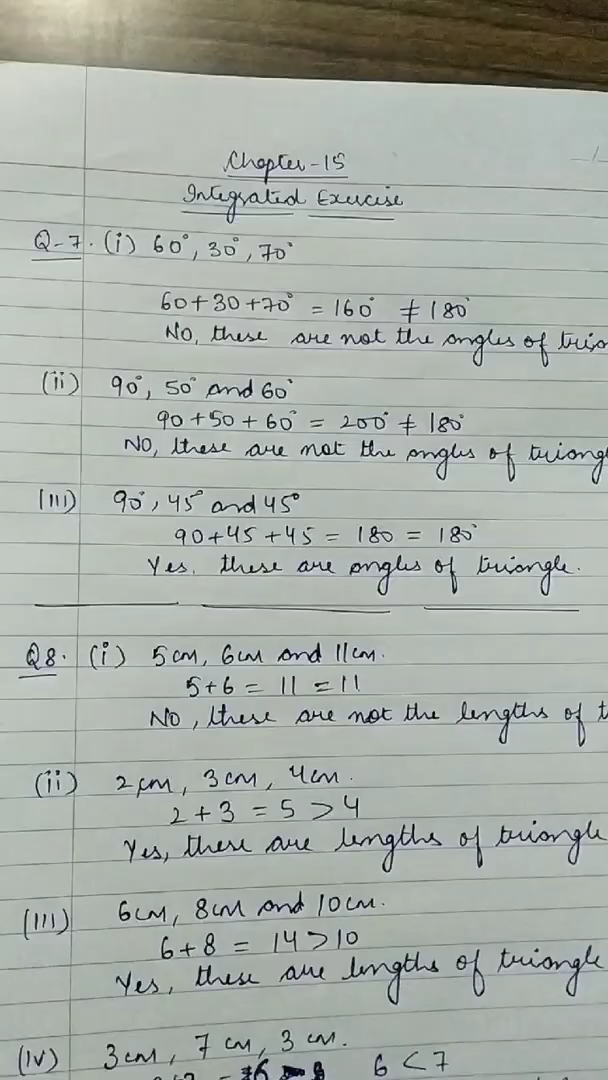 Chapter-15
Integrated Exercise
Q-7. (i) 60°, 30°, 70°
60+30+70° = 160° ≠ 180°
No, these are not the angles of
(ii) 90°, 50° and 60°
90+50+60° = 200° ≠ 180°
NO, these are not the angles of triang
(III) 90°, 45° and 45°
90+45+45 = 180 = 180°
Yes. these are angles of triangle.
Q8. (i) 5cm, 6cm and 11cm.
5+6 = 11 = 11
NO, these are not the lengths of t
(ii) 2cm, 3cm, 4cm.
2+3 = 5 > 4
Yes, these are lengths of triangle
(III) 6cm, 8cm and 10cm.
6+8 = 14 > 10
Yes, these are lengths of triangle
(IV) 3cm, 7cm, 3cm.
6 < 7